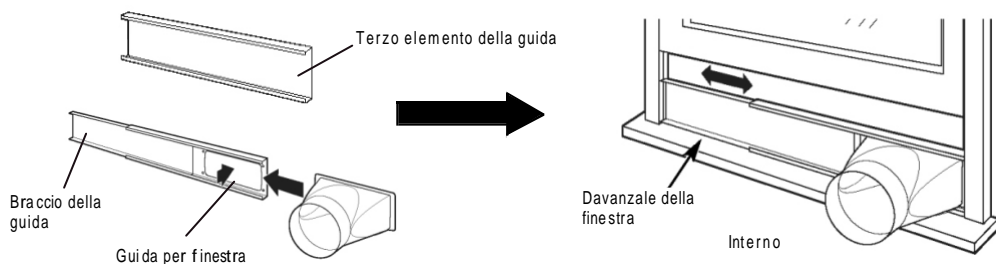 Terzo elemento della guida
Braccio della
guida
Guida per finestra
Davanzale della
finestra
Interno